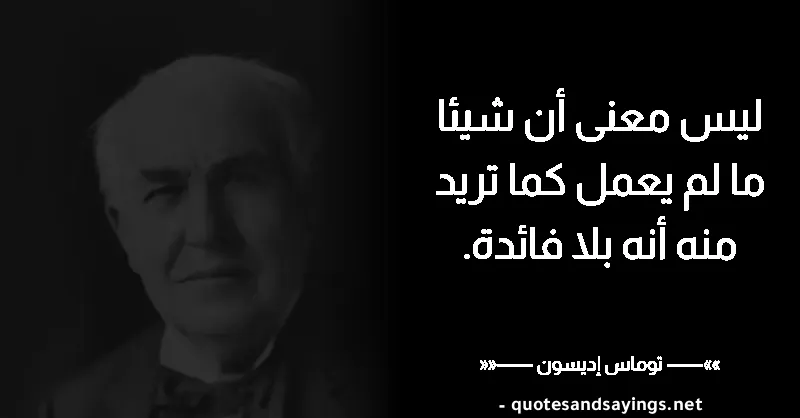 ليس معنى أن شيئا
ما لم يعمل كما تريد
منه أنه بلا فائدة.
»» —— توماس إديسون —— ««
- quotesandsayings.net